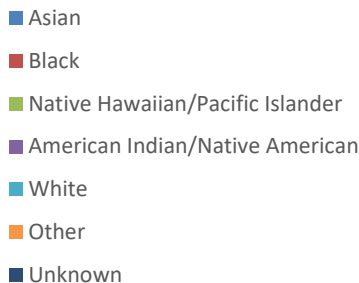 Asian
Black
Native Hawaiian/Pacific Islander
American Indian/Native American
White
Other
Unknown